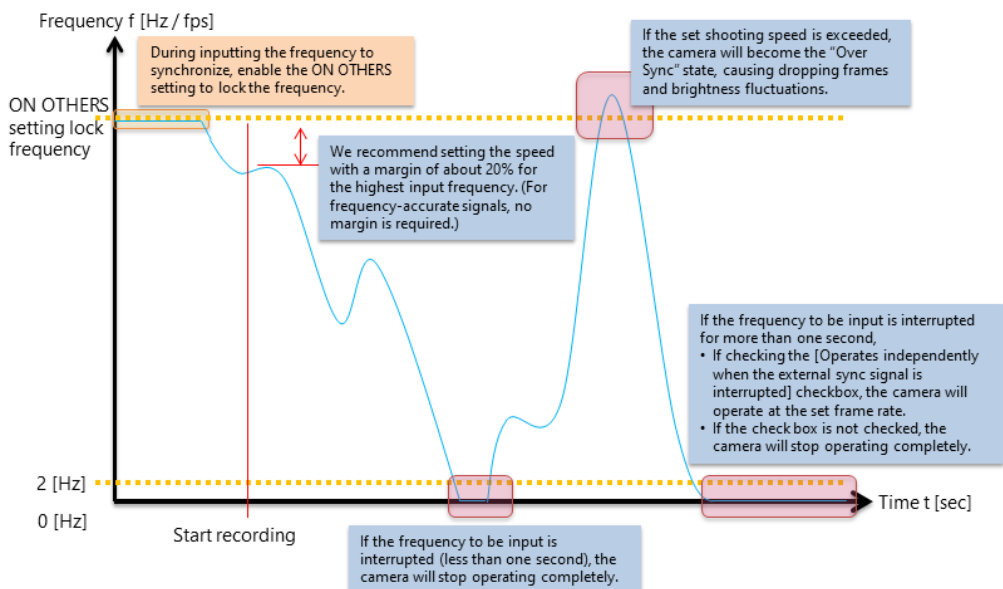 Frequency f [Hz / fps]
During inputting the frequency to
synchronize, enable the ON OTHERS
setting to lock the frequency.
If the set shooting speed is exceeded,
the camera will become the “Over
Sync” state, causing dropping frames
and brightness fluctuations.
ON OTHERS
setting lock
frequency
We recommend setting the speed
with a margin of about 20% for
the highest input frequency. (For
frequency-accurate signals, no
margin is required.)
If the frequency to be input is interrupted
for more than one second,
• If checking the [Operates independently
when the external sync signal is
interrupted] checkbox, the camera will
operate at the set frame rate.
• If the check box is not checked, the
camera will stop operating completely.
2 [Hz]
0 [Hz]
Time t [sec]
Start recording
If the frequency to be input is
interrupted (less than one second), the
camera will stop operating completely.